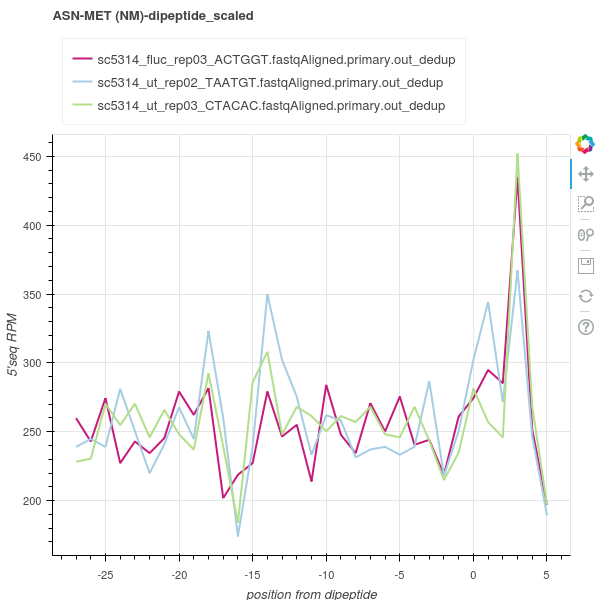 ASN-MET (NM)-dipeptide_scaled
sc5314_fluc_rep03_ACTGGT.fastqAligned.primary.out_dedup
sc5314_ut_rep02_TAATGT.fastqAligned.primary.out_dedup
sc5314_ut_rep03_CTACAC.fastqAligned.primary.out_dedup
5'seq RPM
450
400
350
300
250
200
-25 -20 -15 -10 -5 0 5
position from dipeptide